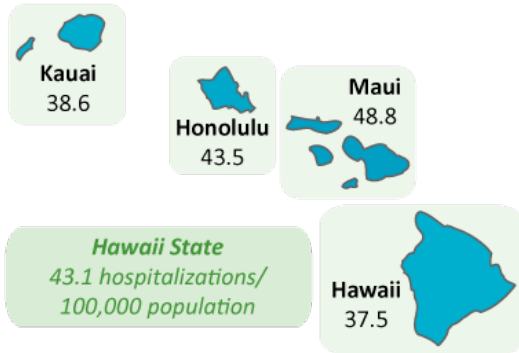 Kauai
38.6
Honolulu
43.5
Maui
48.8
Hawaii State
43.1 hospitalizations/
100,000 population
Hawaii
37.5